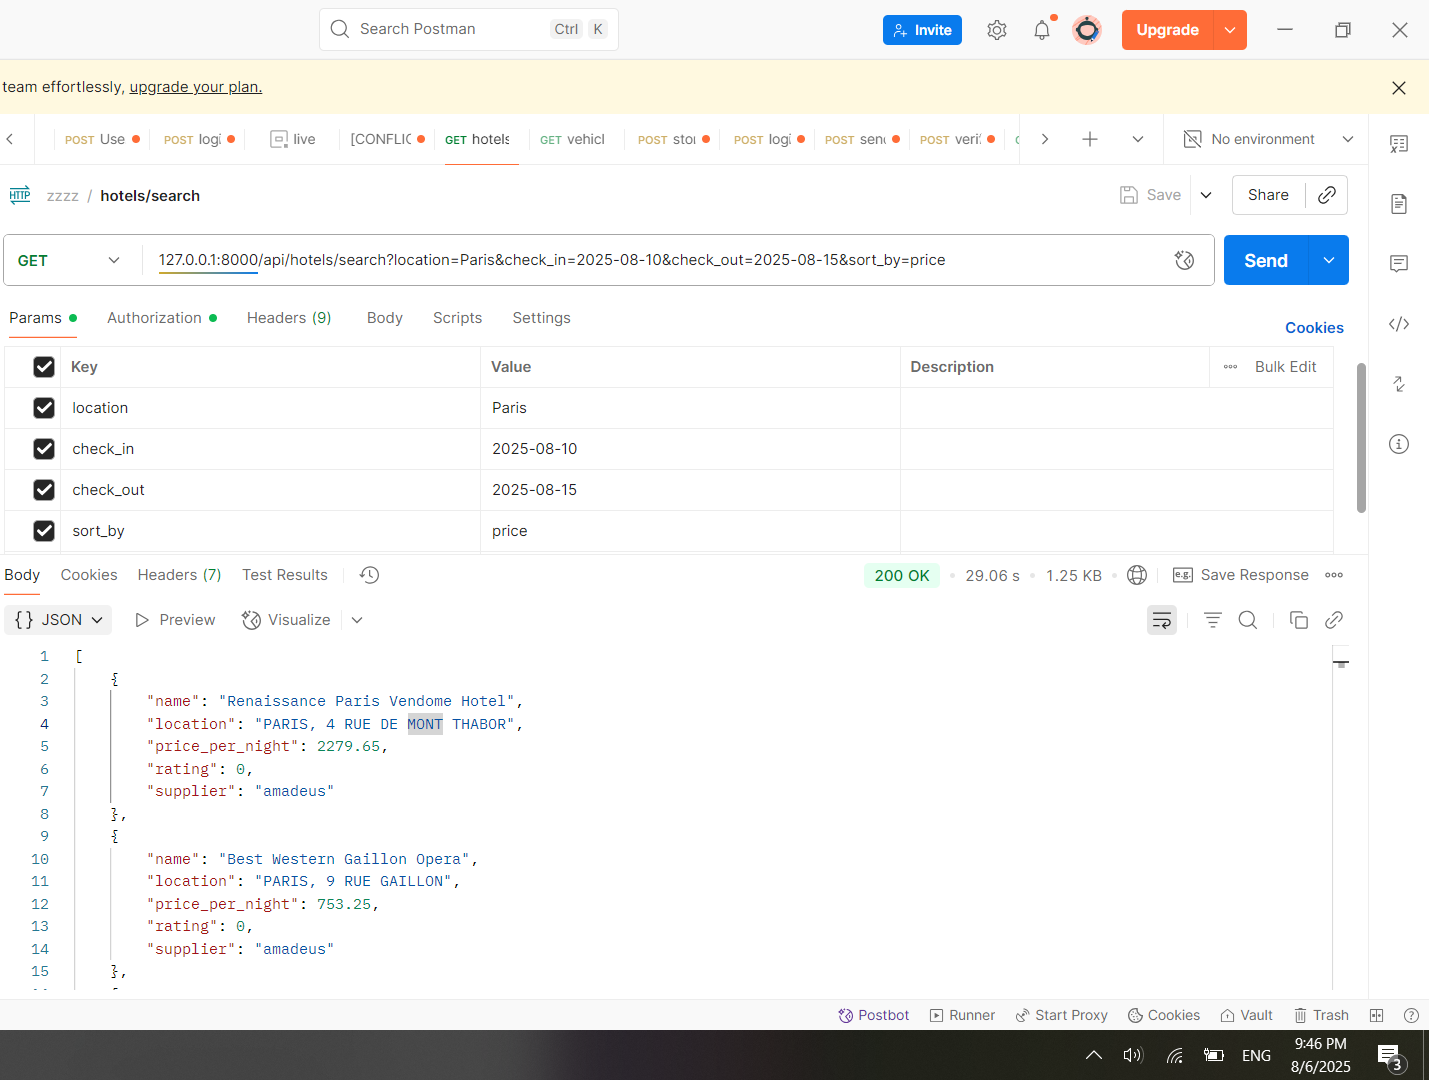 Search Postman Ctrl K
Invite
Upgrade
team effortlessly, upgrade your plan.
POST Use
POST logi
live
[CONFLIC
GET hotels
GET vehicl
POST stor
POST logi
POST send
POST veri
No environment
HTTP zzzz / hotels/search
Save
Share
GET 127.0.0.1:8000/api/hotels/search?location=Paris&check_in=2025-08-10&check_out=2025-08-15&sort_by=price
Send
Params Authorization Headers (9) Body Scripts Settings
Cookies
Key Value Description Bulk Edit
location Paris
check_in 2025-08-10
check_out 2025-08-15
sort_by price
Body Cookies Headers (7) Test Results
200 OK 29.06 s 1.25 KB e.g. Save Response
{} JSON Preview Visualize
1 [
2 {
3 "name": "Renaissance Paris Vendome Hotel",
4 "location": "PARIS, 4 RUE DE MONT THABOR",
5 "price_per_night": 2279.65,
6 "rating": 0,
7 "supplier": "amadeus"
8 },
9 {
10 "name": "Best Western Gaillon Opera",
11 "location": "PARIS, 9 RUE GAILLON",
12 "price_per_night": 753.25,
13 "rating": 0,
14 "supplier": "amadeus"
15 },
Postbot Runner Start Proxy Cookies Vault Trash
ENG
9:46 PM
8/6/2025
3